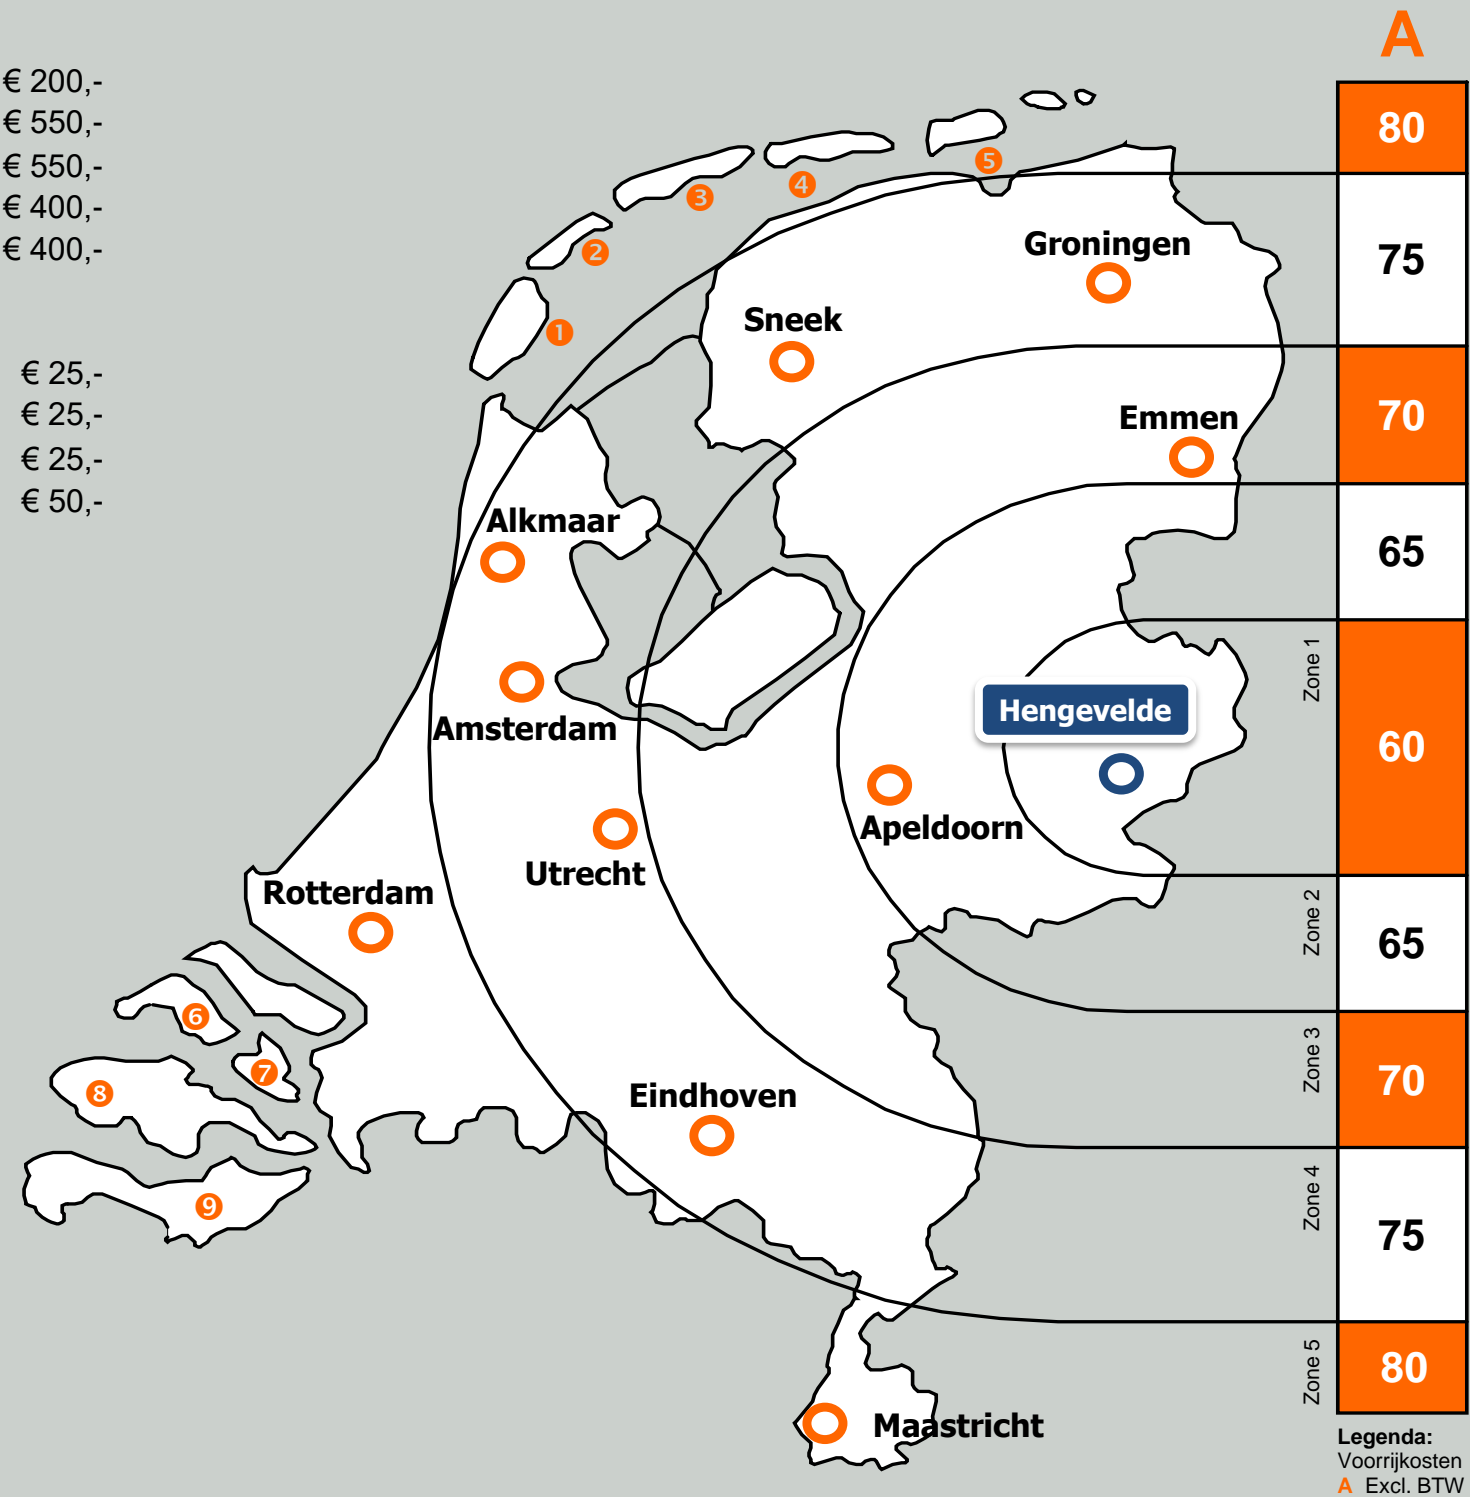 A
€ 200,-
€ 550,-
€ 550,-
€ 400,-
€ 400,-
€ 25,-
€ 25,-
€ 25,-
€ 50,-
80
75
70
65
60
65
70
75
80
5
4
3
2
1
Groningen
Sneek
Emmen
Alkmaar
Zone 1
Hengevelde
Amsterdam
Apeldoorn
Utrecht
Rotterdam
Zone 2
6
7
8
9
Zone 3
Eindhoven
Zone 4
Zone 5
Maastricht
Legenda:
Voorrijkosten
A Excl. BTW